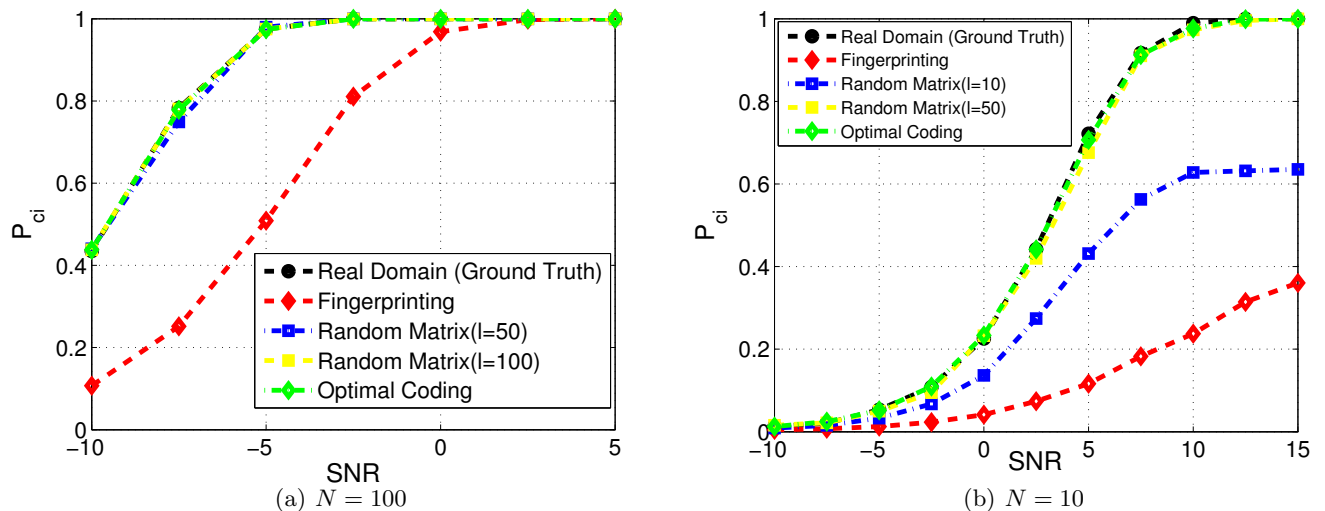 1
0.8
0.6
0.4
0.2
0
P_ci
−10
−5
0
5
SNR
Real Domain (Ground Truth)
Fingerprinting
Random Matrix(l=50)
Random Matrix(l=100)
Optimal Coding
(a) N = 100
1
0.8
0.6
0.4
0.2
0
P_ci
−10
−5
0
5
10
15
SNR
Real Domain (Ground Truth)
Fingerprinting
Random Matrix(l=10)
Random Matrix(l=50)
Optimal Coding
(b) N = 10